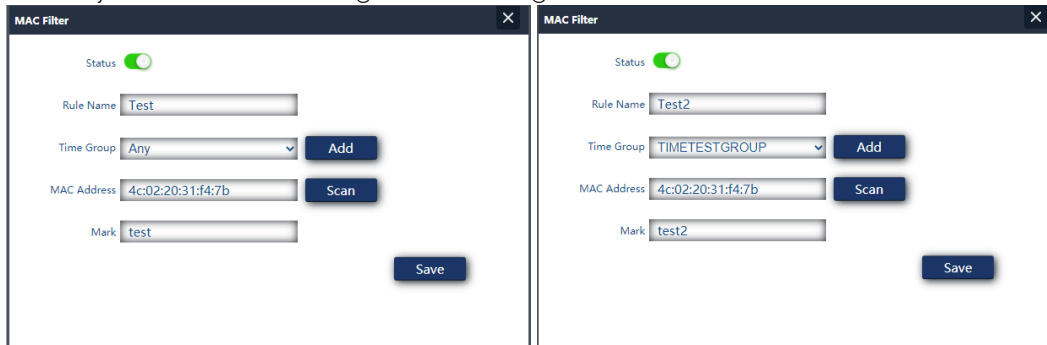 MAC Filter
Status
Rule Name Test
Time Group Any Add
MAC Address 4c:02:20:31:f4:7b Scan
Mark test
Save
MAC Filter
Status
Rule Name Test2
Time Group TIMETESTGROUP Add
MAC Address 4c:02:20:31:f4:7b Scan
Mark test2
Save